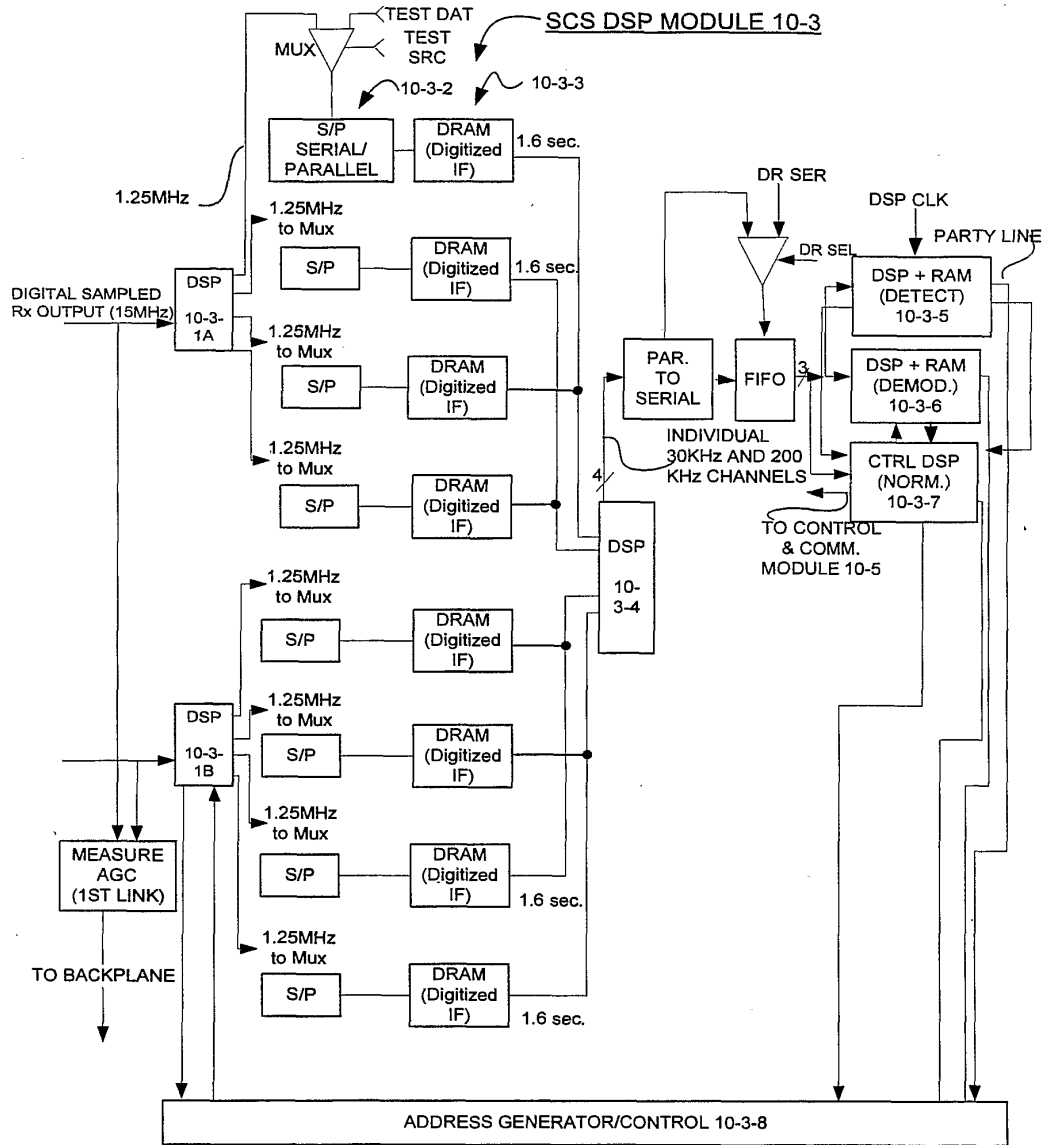 SCS DSP MODULE 10-3
TEST DAT
TEST
SRC
MUX
10-3-2
10-3-3
S/P
SERIAL/
PARALLEL
DRAM
(Digitized
IF)
1.6 sec.
1.25MHz
1.25MHz
to Mux
S/P
DRAM
(Digitized
IF)
1.6 sec.
DIGITAL SAMPLED
Rx OUTPUT (15MHz)
DSP
10-3-
1A
1.25MHz
to Mux
S/P
DRAM
(Digitized
IF)
1.25MHz
to Mux
S/P
DRAM
(Digitized
IF)
DR SER
DR SEL
DSP CLK
PARTY LINE
PAR.
TO
SERIAL
FIFO
3
DSP + RAM
(DETECT)
10-3-5
DSP + RAM
(DEMOD.)
10-3-6
CTRL DSP
(NORM.)
10-3-7
INDIVIDUAL
30KHz AND 200
KHz CHANNELS
4
TO CONTROL
& COMM.
MODULE 10-5
DSP
10-
3-4
1.25MHz
to Mux
S/P
DRAM
(Digitized
IF)
DSP
10-3-
1B
1.25MHz
to Mux
S/P
DRAM
(Digitized
IF)
1.25MHz
to Mux
S/P
DRAM
(Digitized
IF)
1.6 sec.
1.25MHz
to Mux
S/P
DRAM
(Digitized
IF)
1.6 sec.
MEASURE
AGC
(1ST LINK)
TO BACKPLANE
ADDRESS GENERATOR/CONTROL 10-3-8